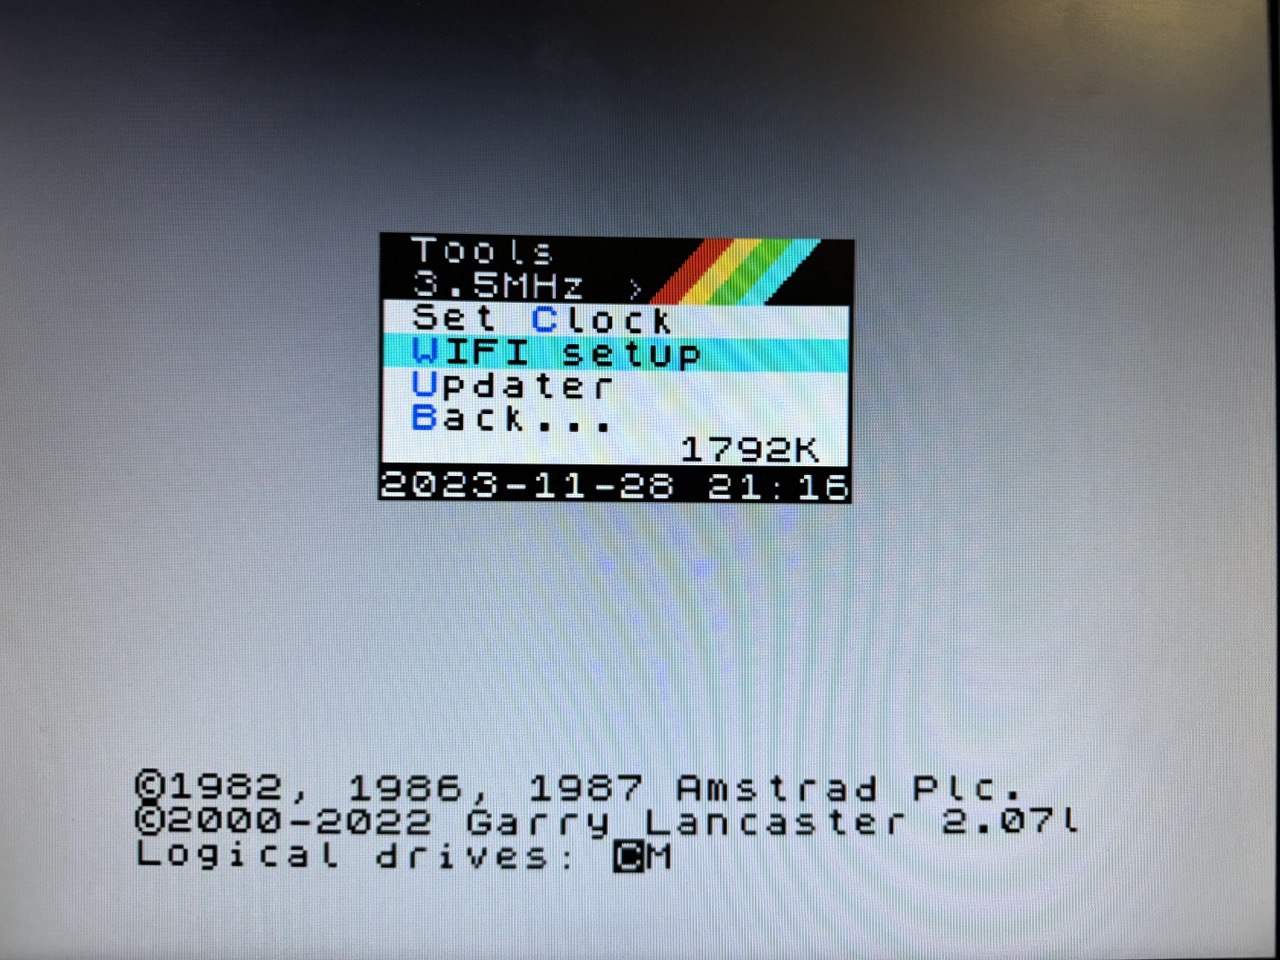 Tools
3.5MHz >
Set Clock
WIFI setup
Updater
Back...
1792K
2023-11-28 21:16
©1982, 1986, 1987 Amstrad Plc.
©2000-2022 Garry Lancaster 2.07l
Logical drives: CM